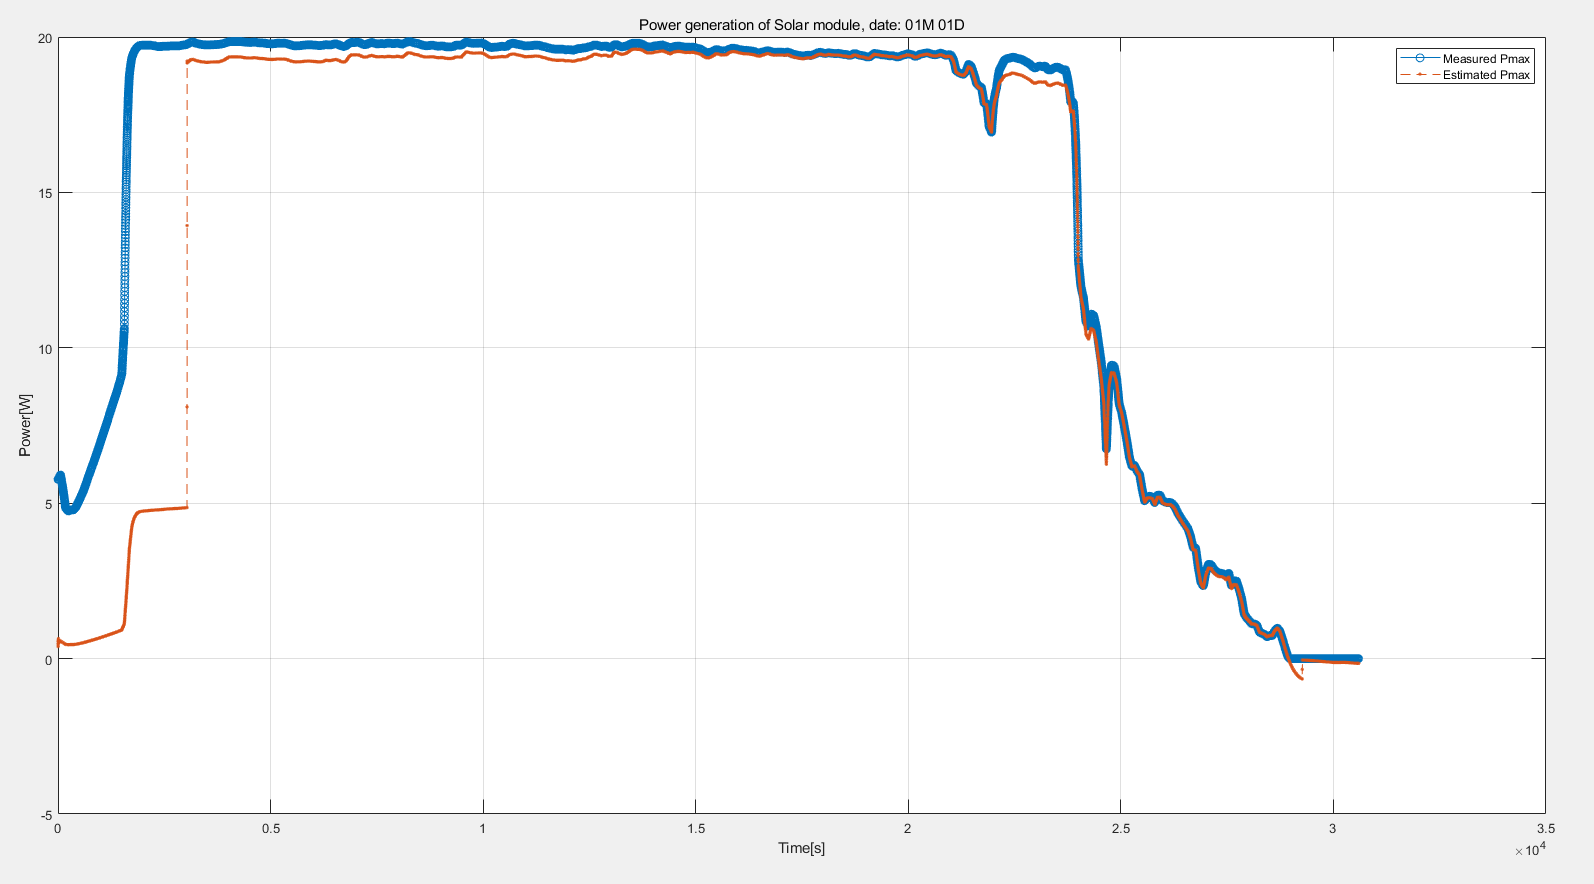 Power generation of Solar module, date: 01M 01D
Measured Pmax
Estimated Pmax
20
15
10
5
0
-5
Power[W]
0 0.5 1 1.5 2 2.5 3 3.5
Time[s]
×10⁴